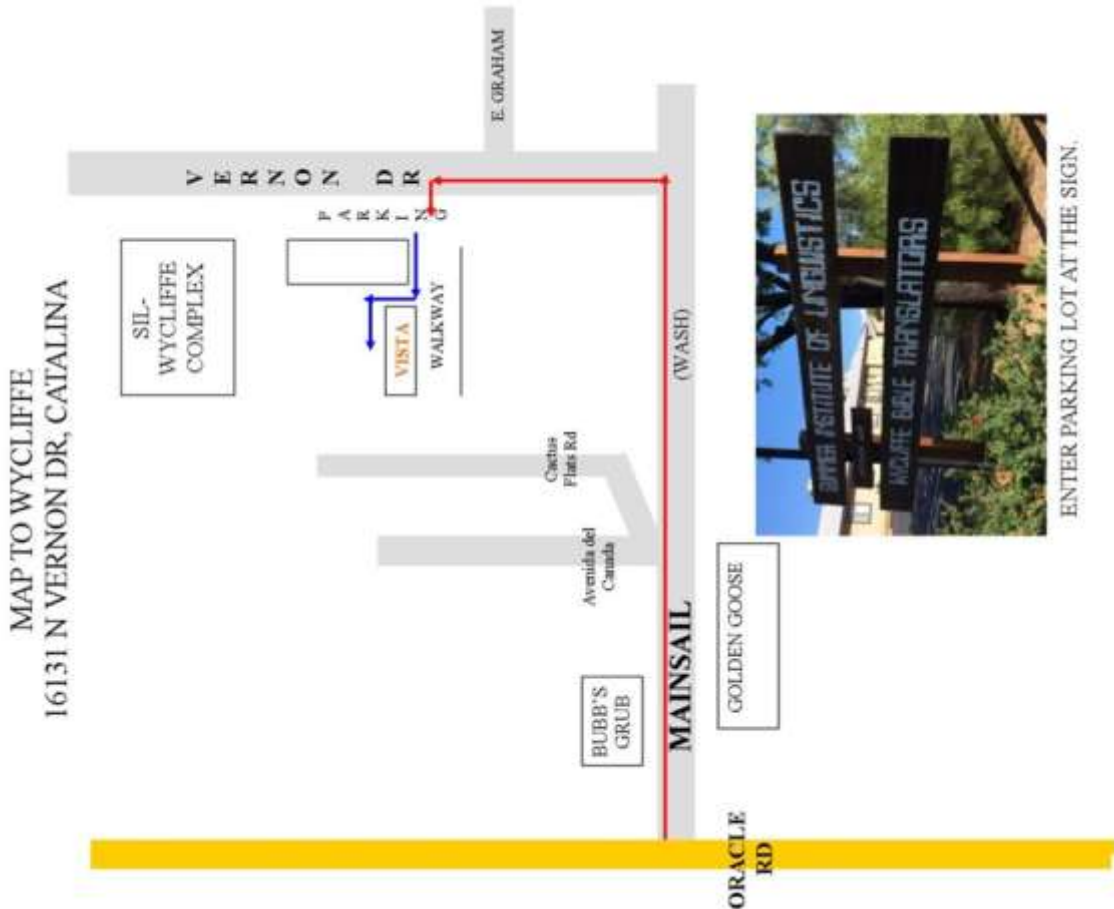 MAP TO WYCLIFFE
16131 N VERNON DR, CATALINA
SIL-
WYCLIFFE
COMPLEX
VERNON DR
PARKING
E. GRAHAM
VISTA
WALKWAY
Cactus
Flats Rd
Avenida del
Canada
(WASH)
BUBB'S
GRUB
MAINSAIL
GOLDEN GOOSE
ORACLE
RD
SUMMER INSTITUTE OF LINGUISTICS
WYCLIFFE BIBLE TRANSLATORS
ENTER PARKING LOT AT THE SIGN.